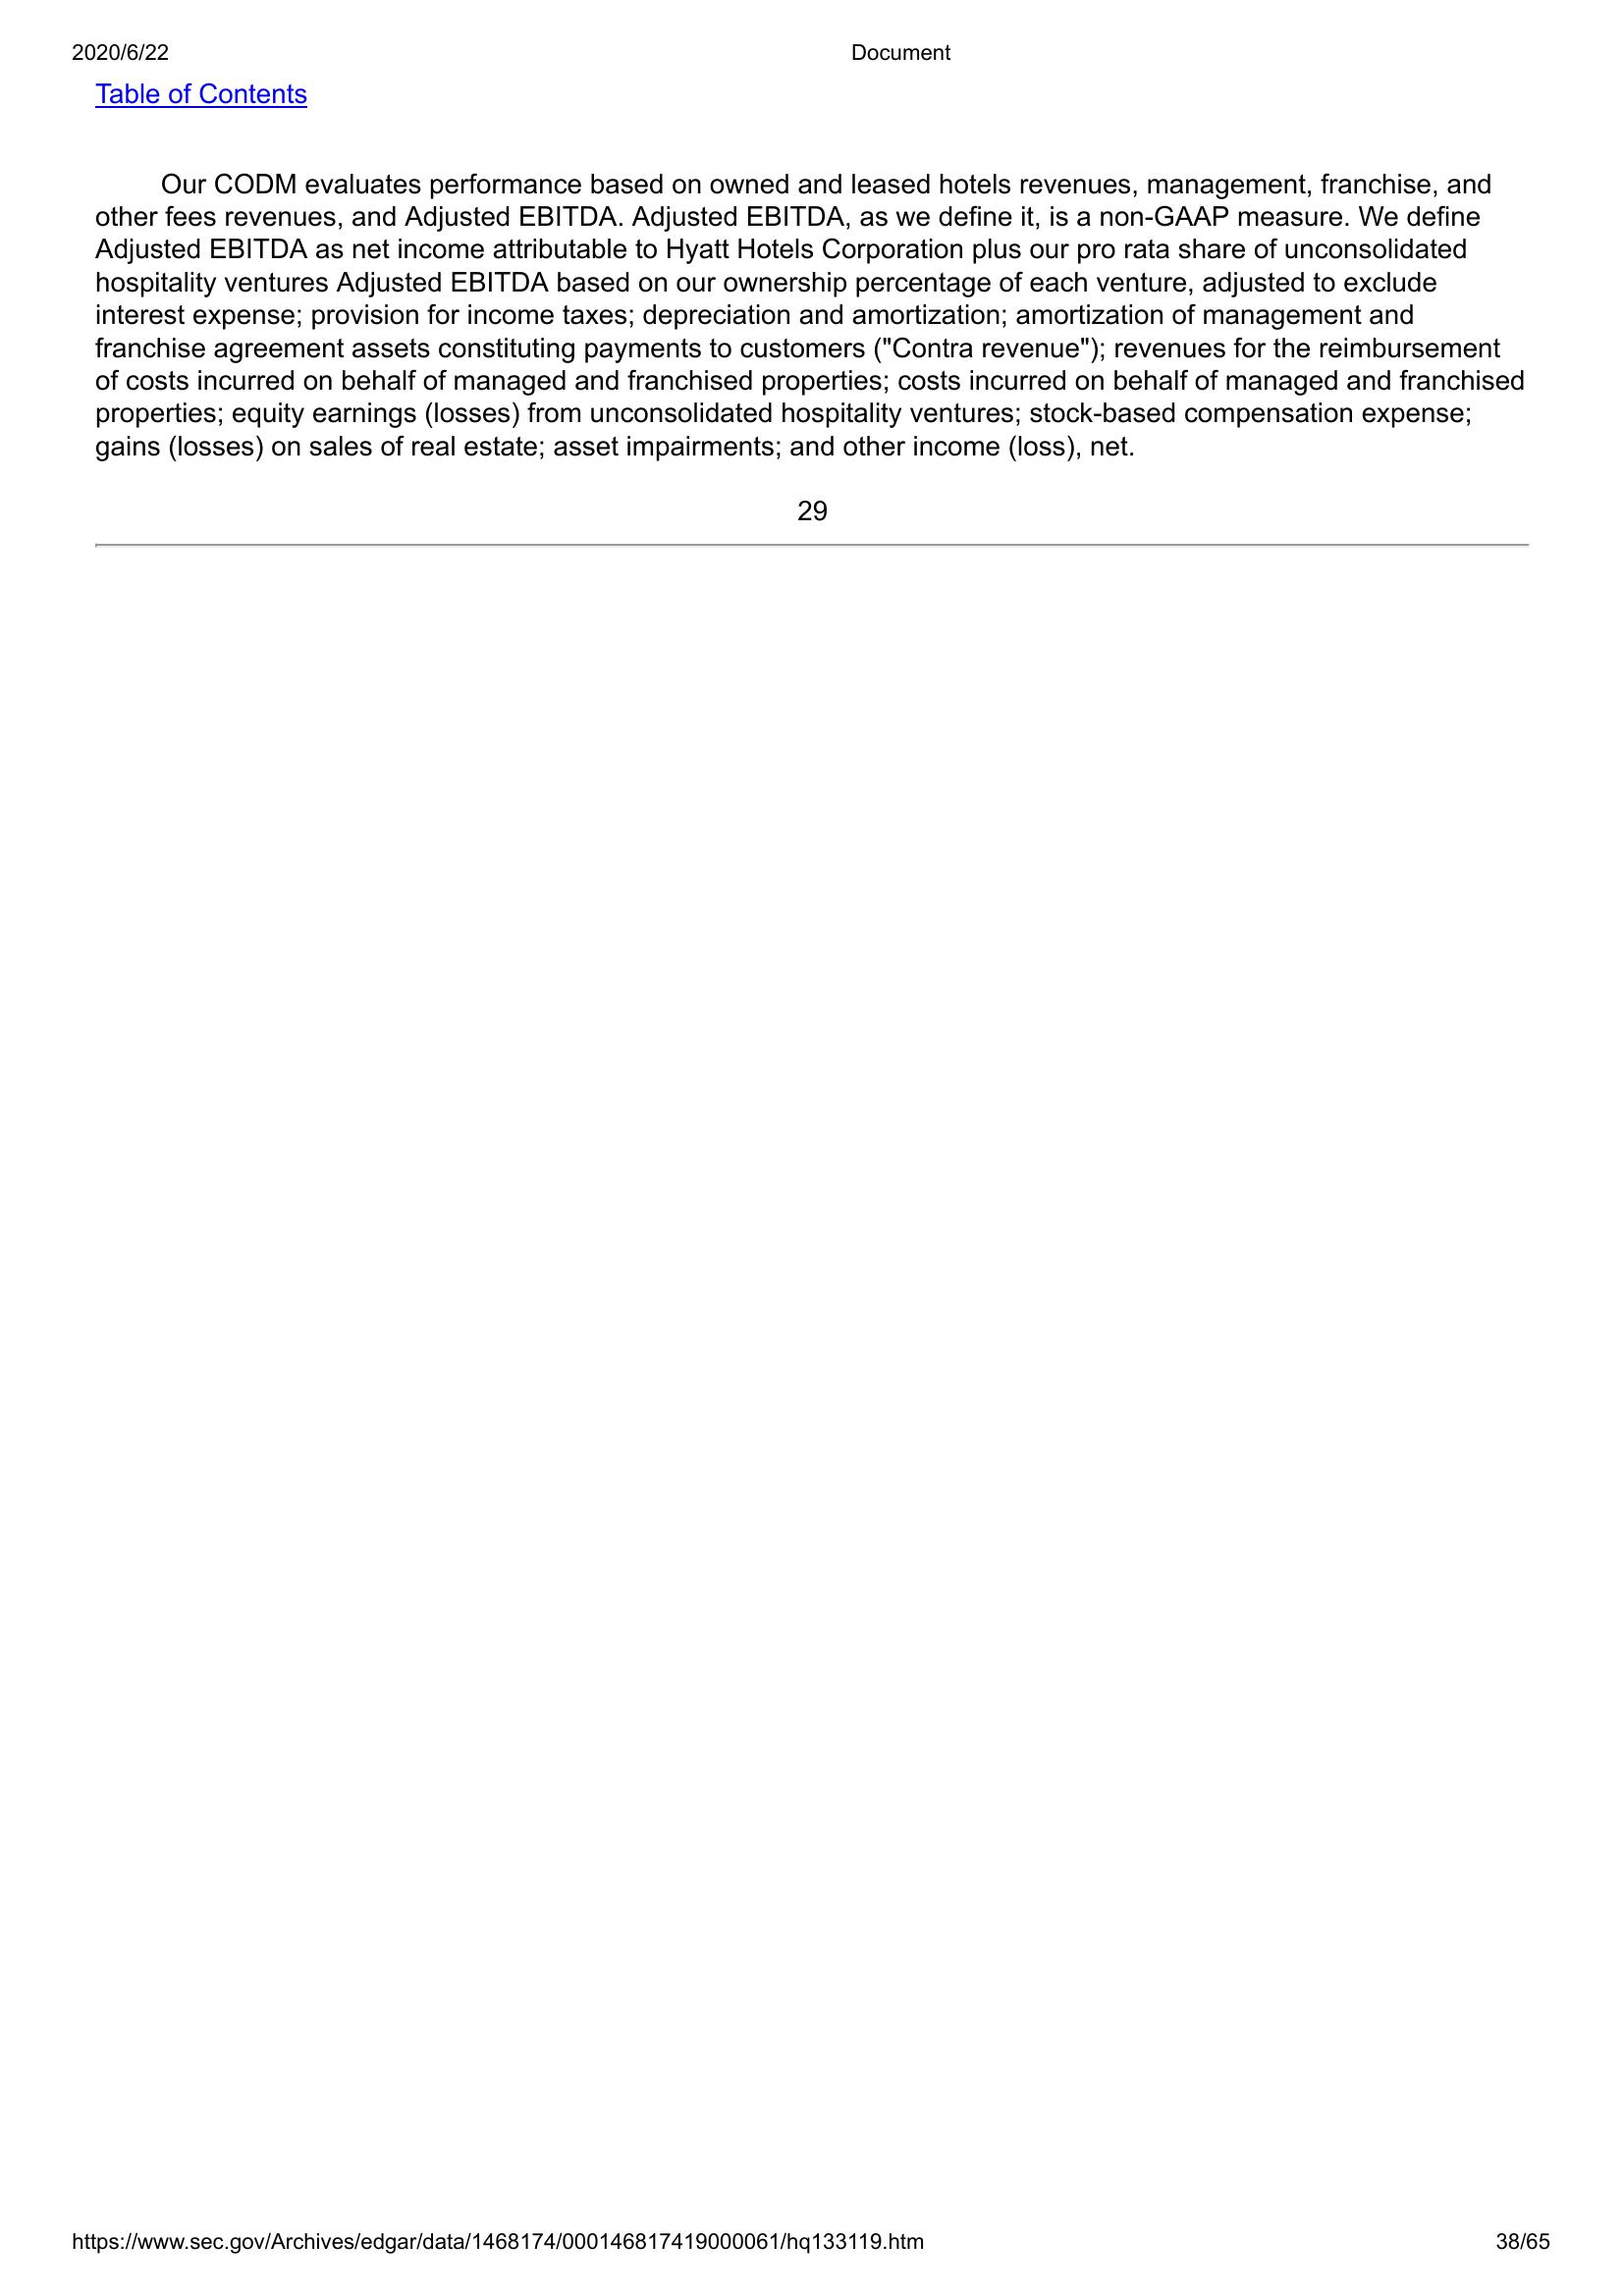 2020/6/22 Document
Table of Contents
Our CODM evaluates performance based on owned and leased hotels revenues, management, franchise, and
other fees revenues, and Adjusted EBITDA. Adjusted EBITDA, as we define it, is a non-GAAP measure. We define
Adjusted EBITDA as net income attributable to Hyatt Hotels Corporation plus our pro rata share of unconsolidated
hospitality ventures Adjusted EBITDA based on our ownership percentage of each venture, adjusted to exclude
interest expense; provision for income taxes; depreciation and amortization; amortization of management and
franchise agreement assets constituting payments to customers ("Contra revenue"); revenues for the reimbursement
of costs incurred on behalf of managed and franchised properties; costs incurred on behalf of managed and franchised
properties; equity earnings (losses) from unconsolidated hospitality ventures; stock-based compensation expense;
gains (losses) on sales of real estate; asset impairments; and other income (loss), net.
29
https://www.sec.gov/Archives/edgar/data/1468174/000146817419000061/hq133119.htm 38/65